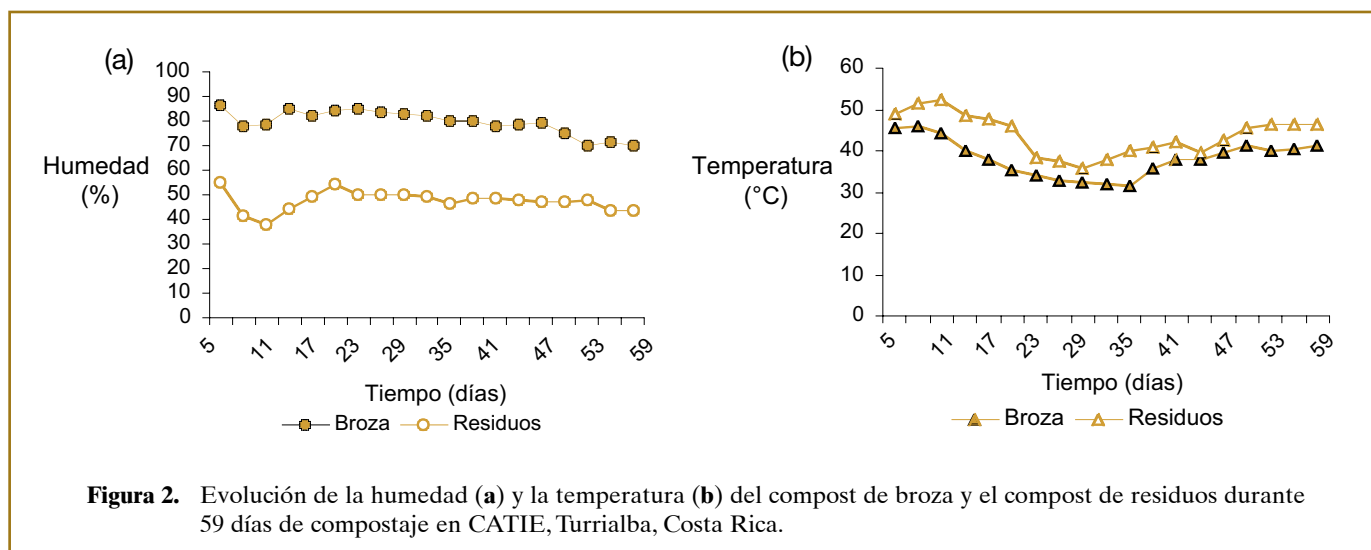 (a)
100
90
80
70
60
50
40
30
20
10
0
Humedad
(%)
5 11 17 23 29 35 41 47 53 59
Tiempo (días)
Broza Residuos
(b)
60
50
40
30
20
10
0
Temperatura
(°C)
5 11 17 23 29 35 41 47 53 59
Tiempo (días)
Broza Residuos
Figura 2. Evolución de la humedad (a) y la temperatura (b) del compost de broza y el compost de residuos durante
59 días de compostaje en CATIE, Turrialba, Costa Rica.